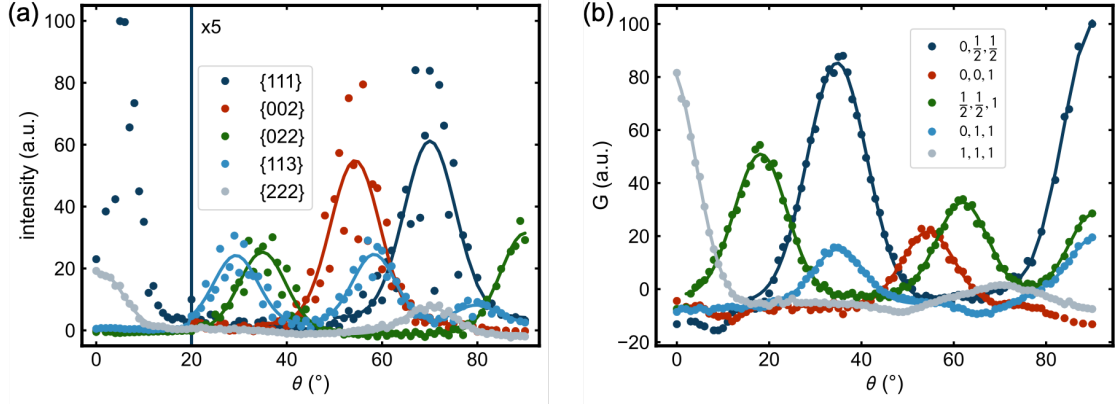 (a)
100
80
60
40
20
0
intensity (a.u.)
x5
{111}
{002}
{022}
{113}
{222}
0 20 40 60 80
θ (°)
(b)
100
80
60
40
20
0
−20
G (a.u.)
0,1/2,1/2
0, 0, 1
1/2,1/2,1
0, 1, 1
1, 1, 1
0 20 40 60 80
θ (°)